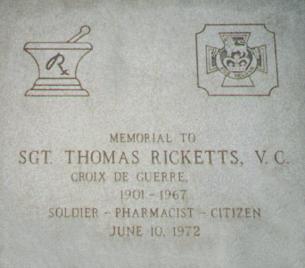 Rx
MEMORIAL TO
SGT. THOMAS RICKETTS, V. C.
CROIX DE GUERRE,
1901 - 1967
SOLDIER - PHARMACIST - CITIZEN
JUNE 10, 1972